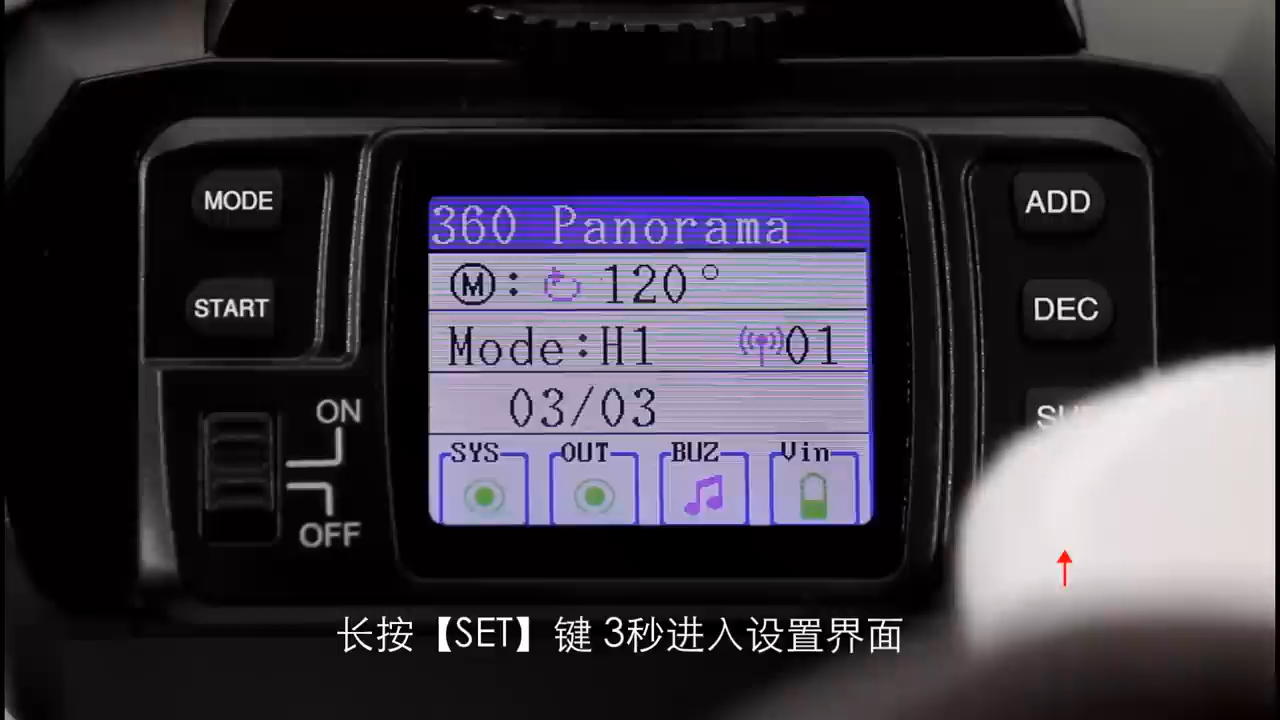 MODE
START
ON
OFF
360 Panorama
M: 120°
Mode:H1 01
03/03
SYS OUT BUZ Vin
ADD
DEC
长按【SET】键 3秒进入设置界面